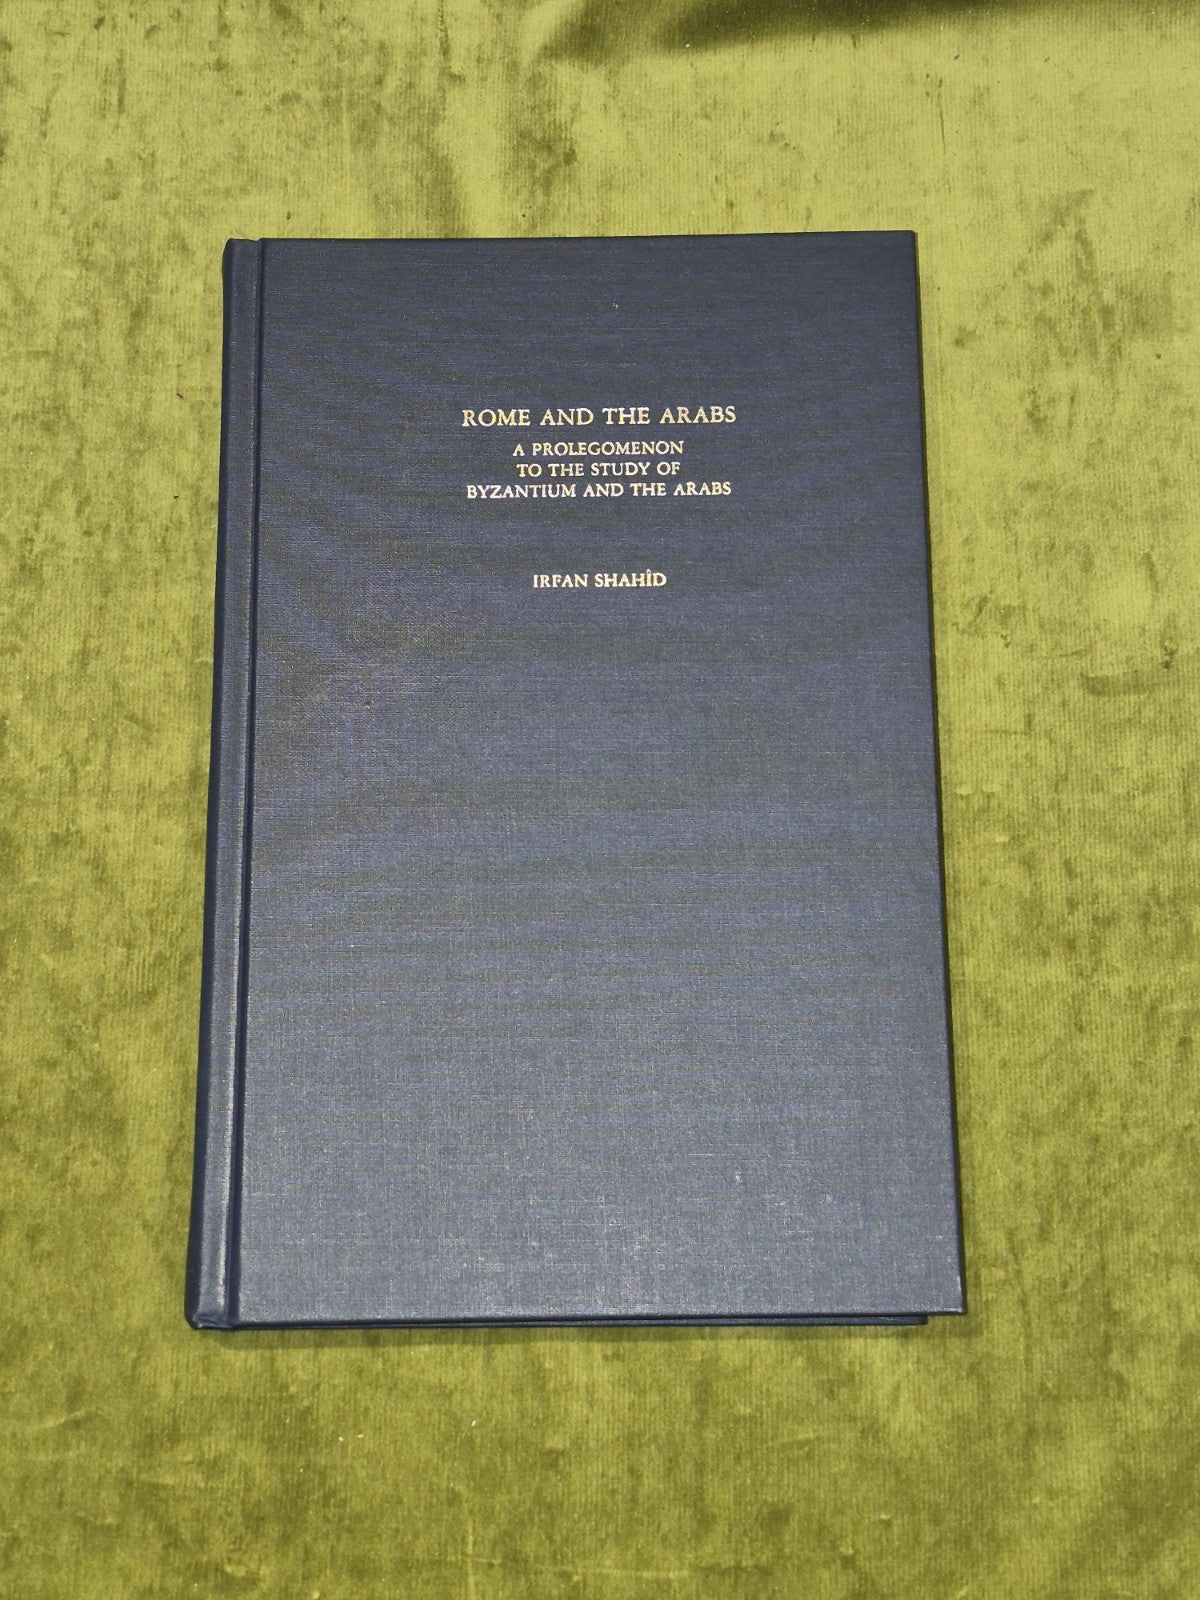 ROME AND THE ARABS
A PROLEGOMENON
TO THE STUDY OF
BYZANTIUM AND THE ARABS
IRFAN SHAHÎD